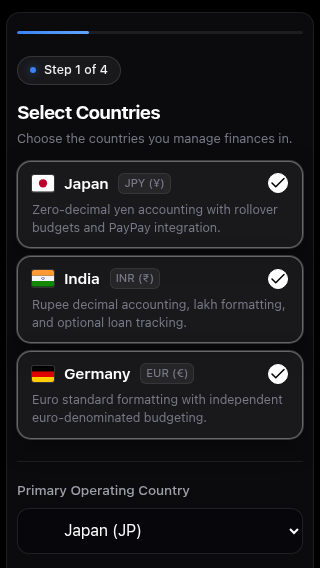 Step 1 of 4
Select Countries
Choose the countries you manage finances in.
Japan JPY (¥)
Zero-decimal yen accounting with rollover
budgets and PayPay integration.
India INR (₹)
Rupee decimal accounting, lakh formatting,
and optional loan tracking.
Germany EUR (€)
Euro standard formatting with independent
euro-denominated budgeting.
Primary Operating Country
Japan (JP)